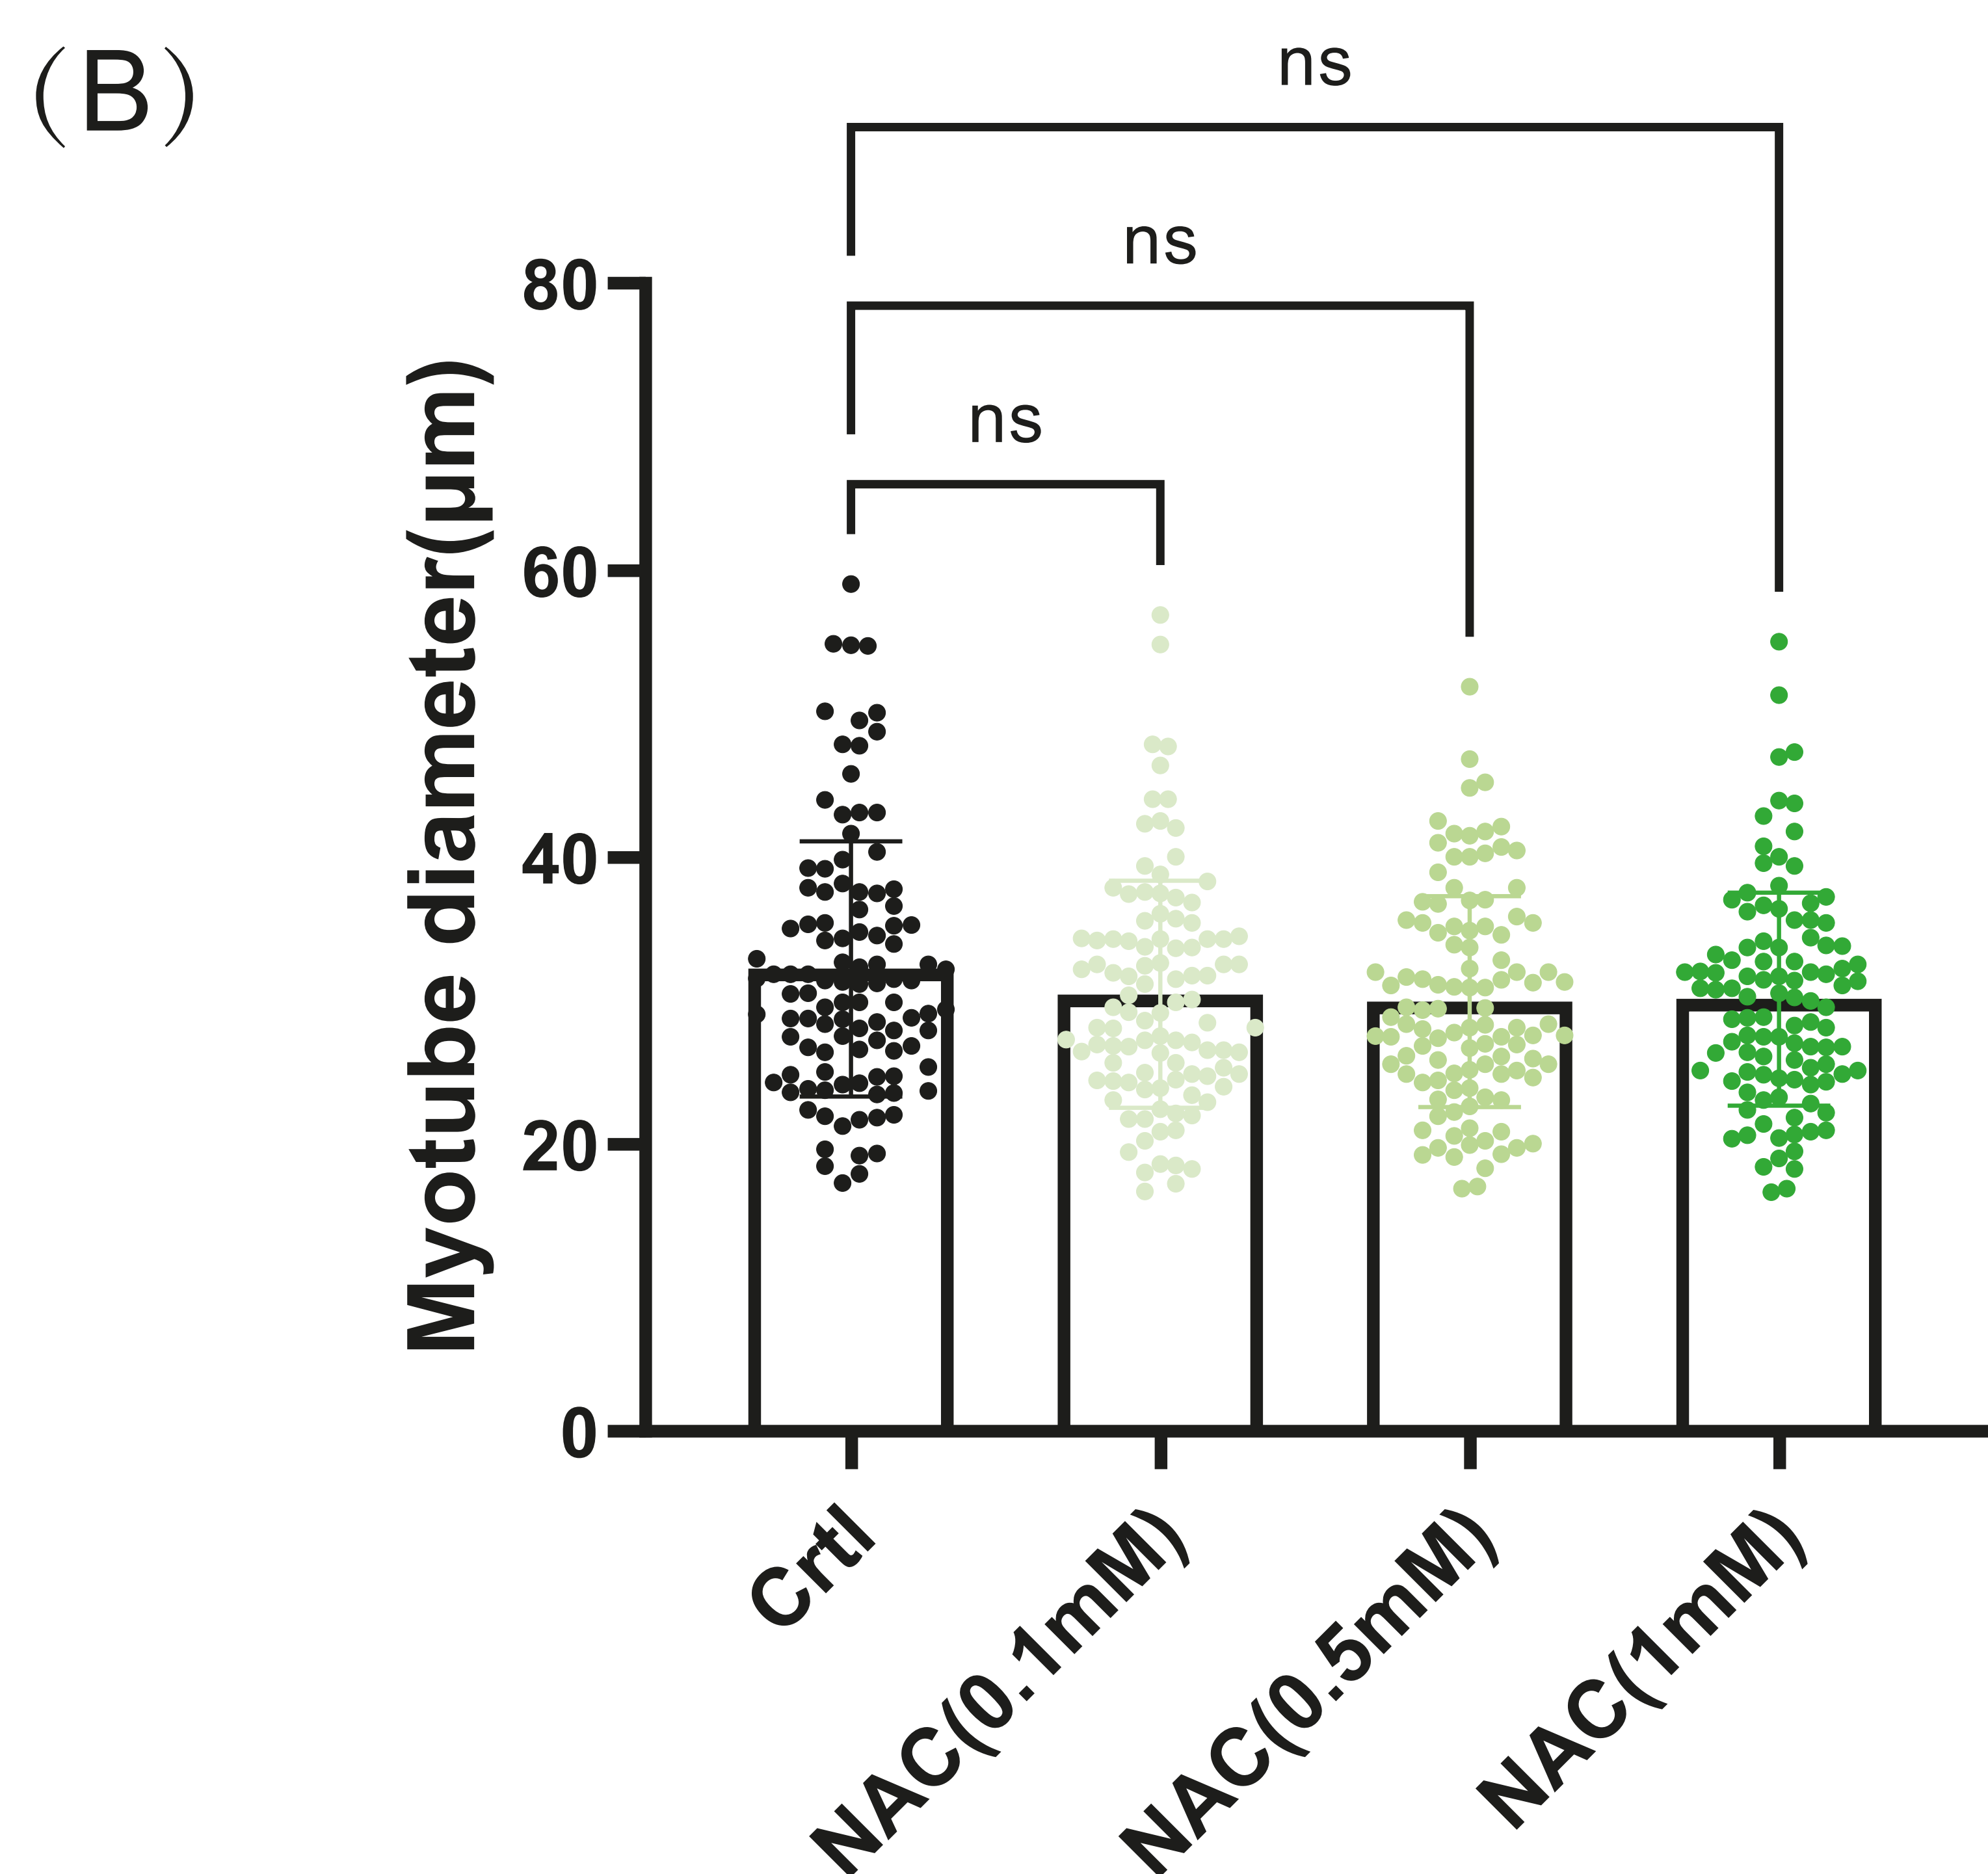 (B)
ns
ns
ns
80
60
40
20
0
Myotube diameter(μm)
Crtl
NAC(0.1mM)
NAC(0.5mM)
NAC(1mM)